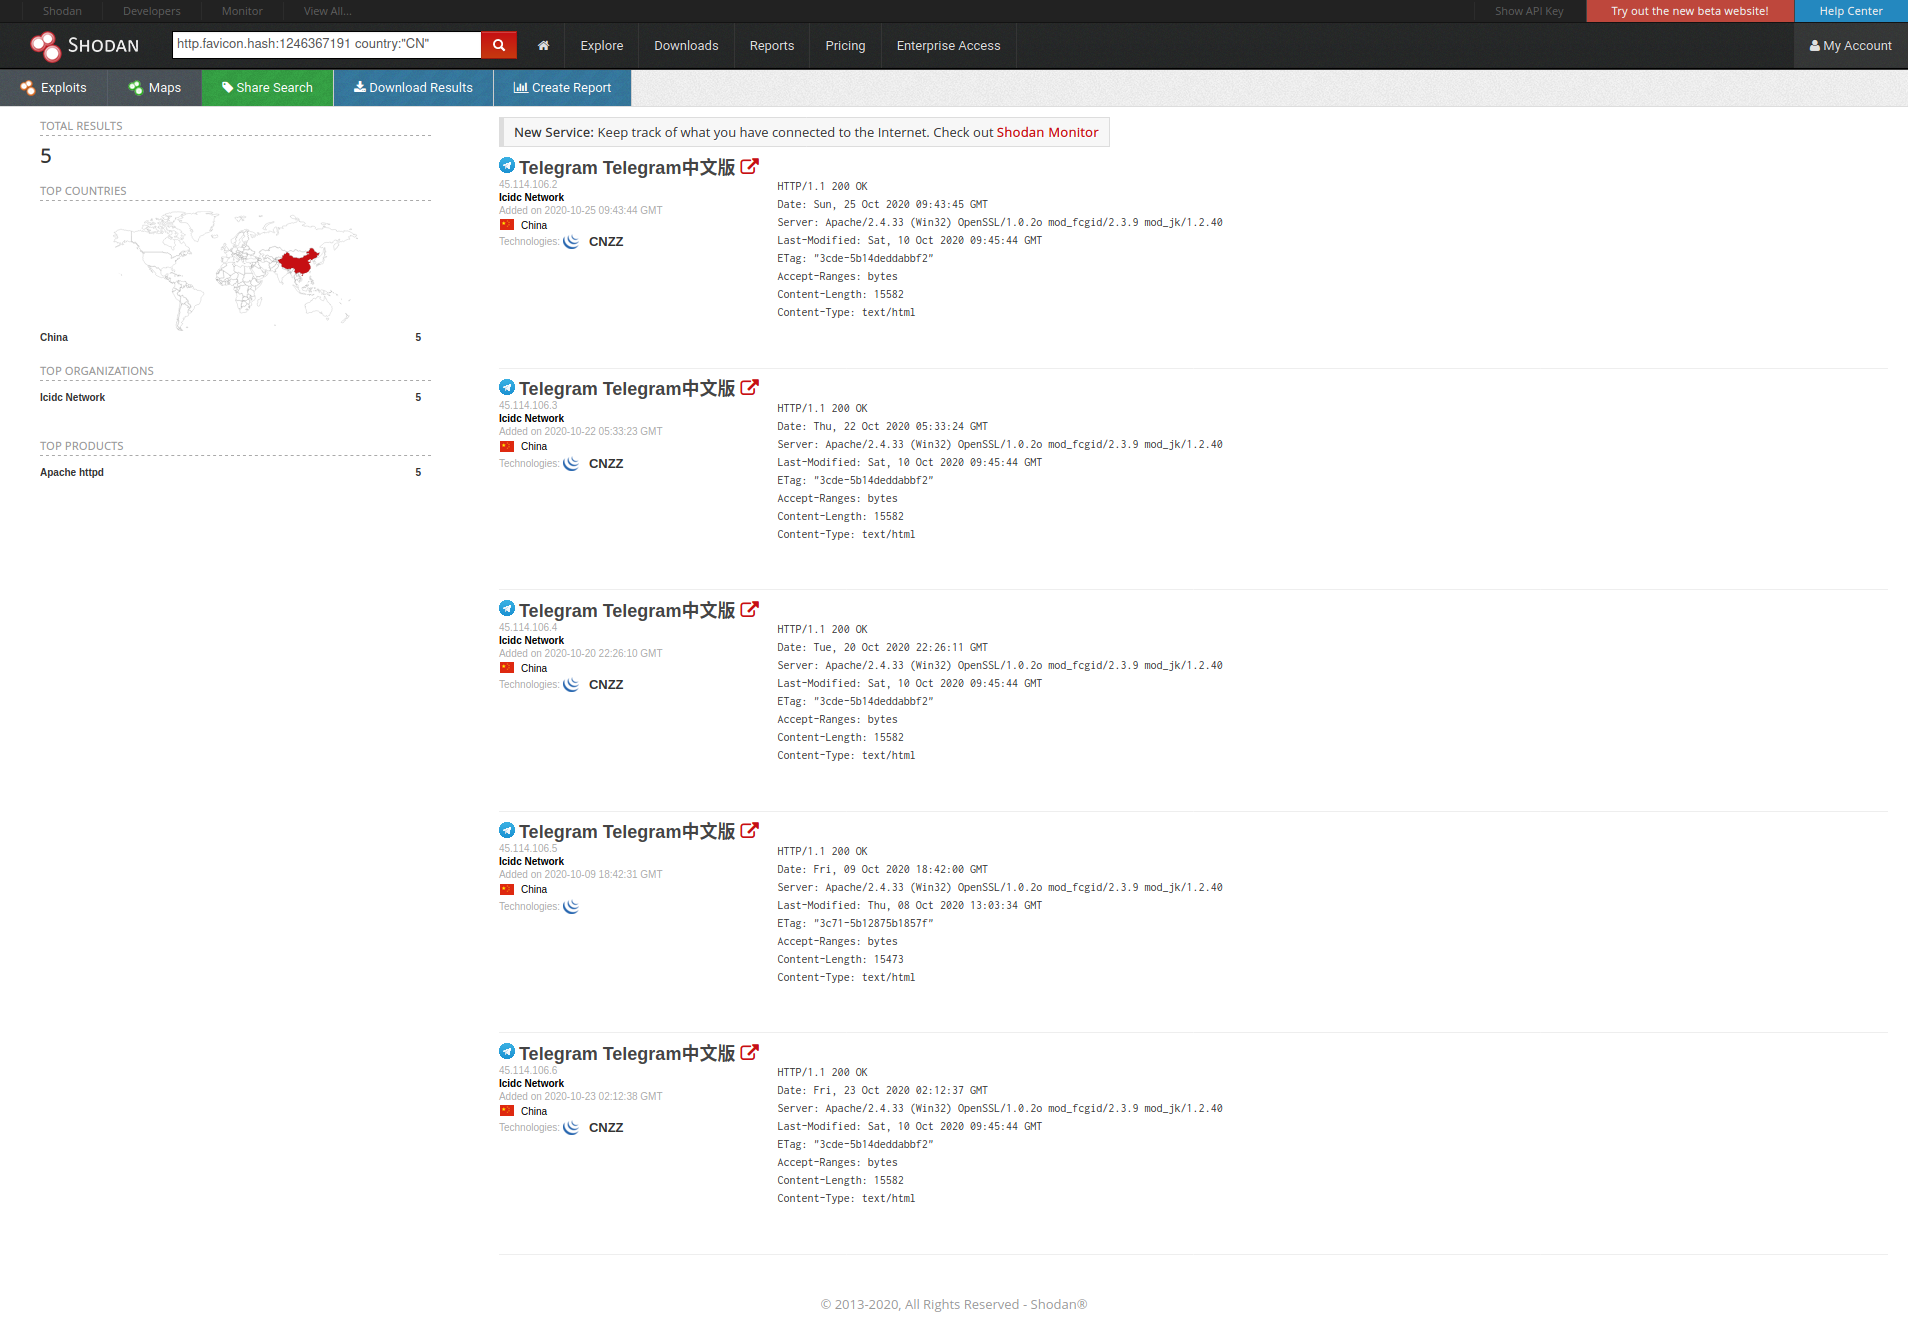 Shodan Developers Monitor View All... Show API Key Try out the new beta website! Help Center
SHODAN http.favicon.hash:1246367191 country:"CN" Explore Downloads Reports Pricing Enterprise Access My Account
Exploits Maps Share Search Download Results Create Report
TOTAL RESULTS
5
TOP COUNTRIES
China 5
TOP ORGANIZATIONS
Icidc Network 5
TOP PRODUCTS
Apache httpd 5
New Service: Keep track of what you have connected to the Internet. Check out Shodan Monitor
Telegram Telegram中文版
45.114.106.2
Icidc Network
Added on 2020-10-25 09:43:44 GMT
China
Technologies: CNZZ
HTTP/1.1 200 OK
Date: Sun, 25 Oct 2020 09:43:45 GMT
Server: Apache/2.4.33 (Win32) OpenSSL/1.0.2o mod_fcgid/2.3.9 mod_jk/1.2.40
Last-Modified: Sat, 10 Oct 2020 09:45:44 GMT
ETag: "3cde-5b14deddabbf2"
Accept-Ranges: bytes
Content-Length: 15582
Content-Type: text/html
Telegram Telegram中文版
45.114.106.3
Icidc Network
Added on 2020-10-22 05:33:23 GMT
China
Technologies: CNZZ
HTTP/1.1 200 OK
Date: Thu, 22 Oct 2020 05:33:24 GMT
Server: Apache/2.4.33 (Win32) OpenSSL/1.0.2o mod_fcgid/2.3.9 mod_jk/1.2.40
Last-Modified: Sat, 10 Oct 2020 09:45:44 GMT
ETag: "3cde-5b14deddabbf2"
Accept-Ranges: bytes
Content-Length: 15582
Content-Type: text/html
Telegram Telegram中文版
45.114.106.4
Icidc Network
Added on 2020-10-20 22:26:10 GMT
China
Technologies: CNZZ
HTTP/1.1 200 OK
Date: Tue, 20 Oct 2020 22:26:11 GMT
Server: Apache/2.4.33 (Win32) OpenSSL/1.0.2o mod_fcgid/2.3.9 mod_jk/1.2.40
Last-Modified: Sat, 10 Oct 2020 09:45:44 GMT
ETag: "3cde-5b14deddabbf2"
Accept-Ranges: bytes
Content-Length: 15582
Content-Type: text/html
Telegram Telegram中文版
45.114.106.5
Icidc Network
Added on 2020-10-09 18:42:31 GMT
China
Technologies:
HTTP/1.1 200 OK
Date: Fri, 09 Oct 2020 18:42:00 GMT
Server: Apache/2.4.33 (Win32) OpenSSL/1.0.2o mod_fcgid/2.3.9 mod_jk/1.2.40
Last-Modified: Thu, 08 Oct 2020 13:03:34 GMT
ETag: "3c71-5b12875b1857f"
Accept-Ranges: bytes
Content-Length: 15473
Content-Type: text/html
Telegram Telegram中文版
45.114.106.6
Icidc Network
Added on 2020-10-23 02:12:38 GMT
China
Technologies: CNZZ
HTTP/1.1 200 OK
Date: Fri, 23 Oct 2020 02:12:37 GMT
Server: Apache/2.4.33 (Win32) OpenSSL/1.0.2o mod_fcgid/2.3.9 mod_jk/1.2.40
Last-Modified: Sat, 10 Oct 2020 09:45:44 GMT
ETag: "3cde-5b14deddabbf2"
Accept-Ranges: bytes
Content-Length: 15582
Content-Type: text/html
© 2013-2020, All Rights Reserved - Shodan®